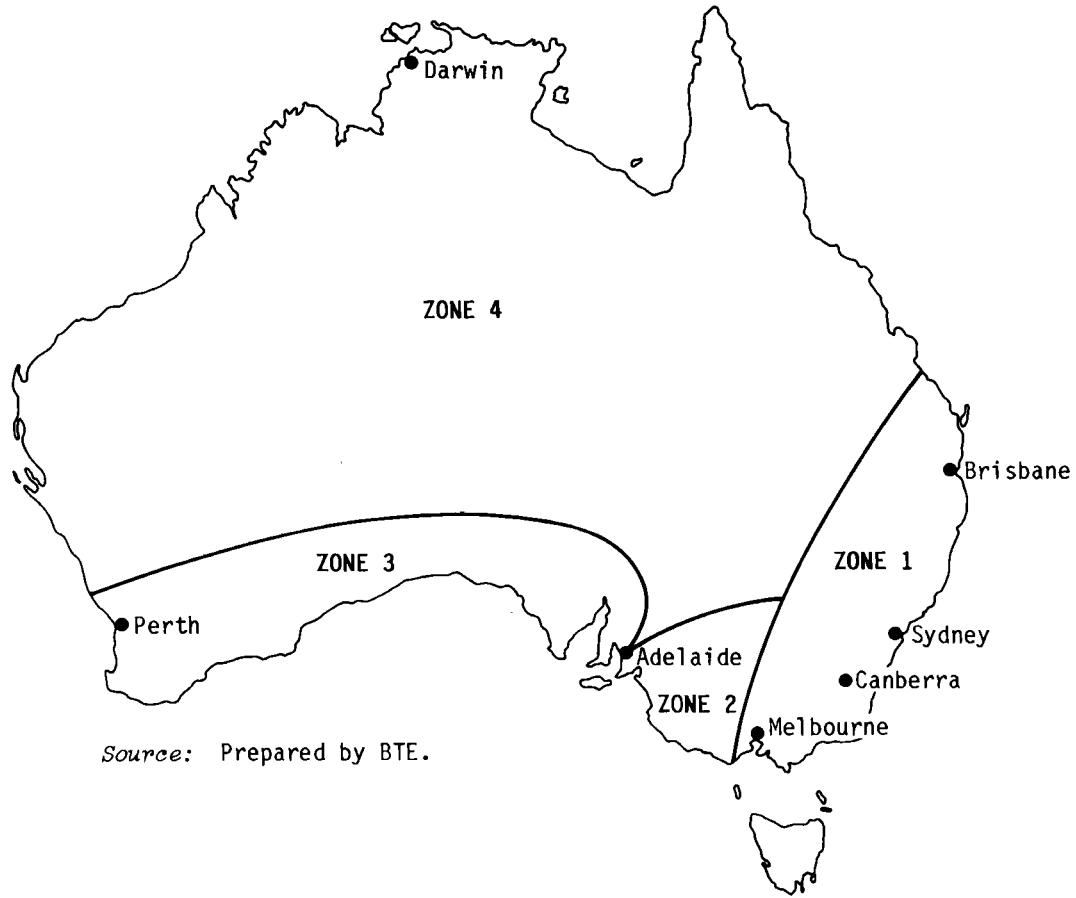 Darwin
ZONE 4
Brisbane
ZONE 3
ZONE 1
Perth
Sydney
Adelaide
Canberra
ZONE 2
Melbourne
Source: Prepared by BTE.